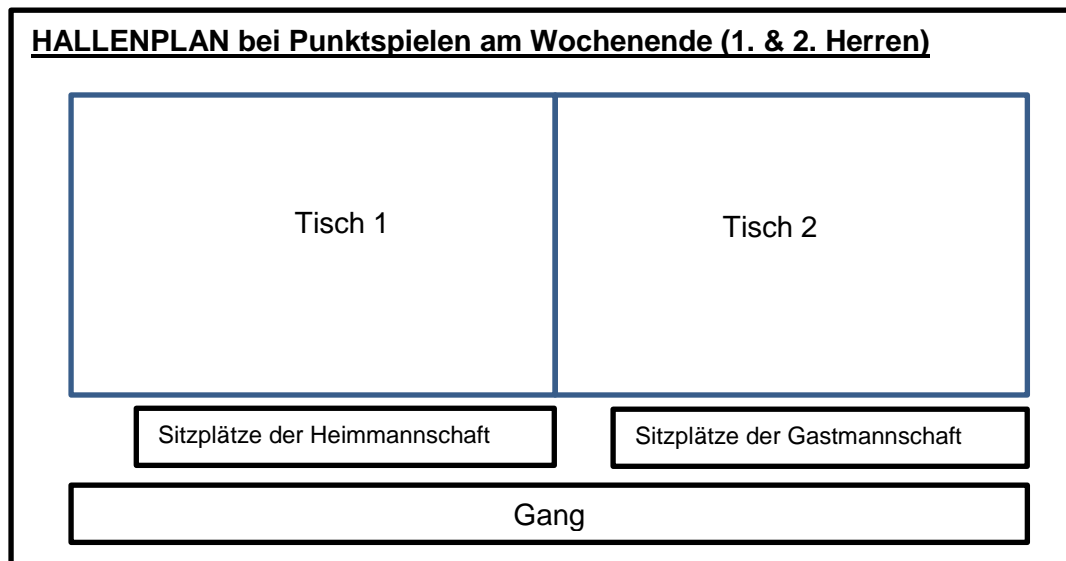 HALLENPLAN bei Punktspielen am Wochenende (1. & 2. Herren)
Tisch 1
Tisch 2
Sitzplätze der Heimmannschaft
Sitzplätze der Gastmannschaft
Gang